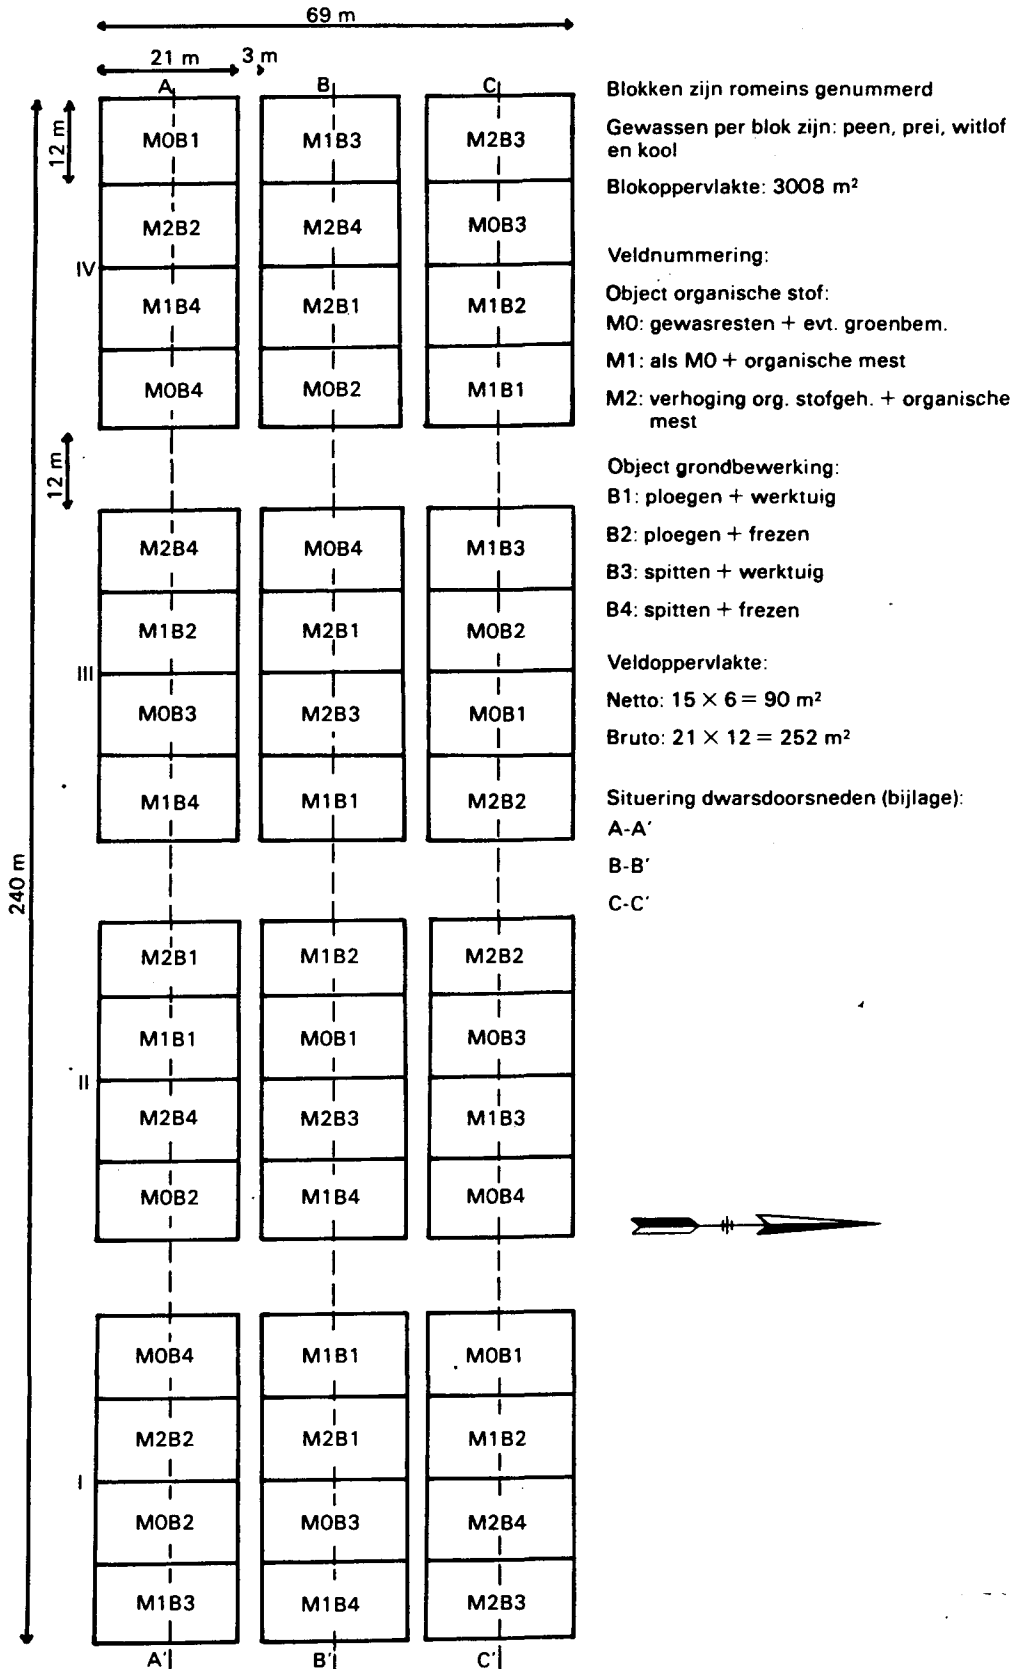 69 m
21 m
3 m
A B C
12 m
M0B1 M1B3 M2B3
M2B2 M2B4 M0B3
IV
M1B4 M2B1 M1B2
M0B4 M0B2 M1B1
12 m
M2B4 M0B4 M1B3
M1B2 M2B1 M0B2
III
M0B3 M2B3 M0B1
M1B4 M1B1 M2B2
240 m
M2B1 M1B2 M2B2
M1B1 M0B1 M0B3
II
M2B4 M2B3 M1B3
M0B2 M1B4 M0B4
M0B4 M1B1 M0B1
M2B2 M2B1 M1B2
I
M0B2 M0B3 M2B4
M1B3 M1B4 M2B3
A' B' C'
Blokken zijn romeins genummerd
Gewassen per blok zijn: peen, prei, witlof
en kool
Blokoppervlakte: 3008 m²
Veldnummering:
Object organische stof:
M0: gewasresten + evt. groenbem.
M1: als M0 + organische mest
M2: verhoging org. stofgeh. + organische
mest
Object grondbewerking:
B1: ploegen + werktuig
B2: ploegen + frezen
B3: spitten + werktuig
B4: spitten + frezen
Veldoppervlakte:
Netto: 15 × 6 = 90 m²
Bruto: 21 × 12 = 252 m²
Situering dwarsdoorsneden (bijlage):
A-A'
B-B'
C-C'